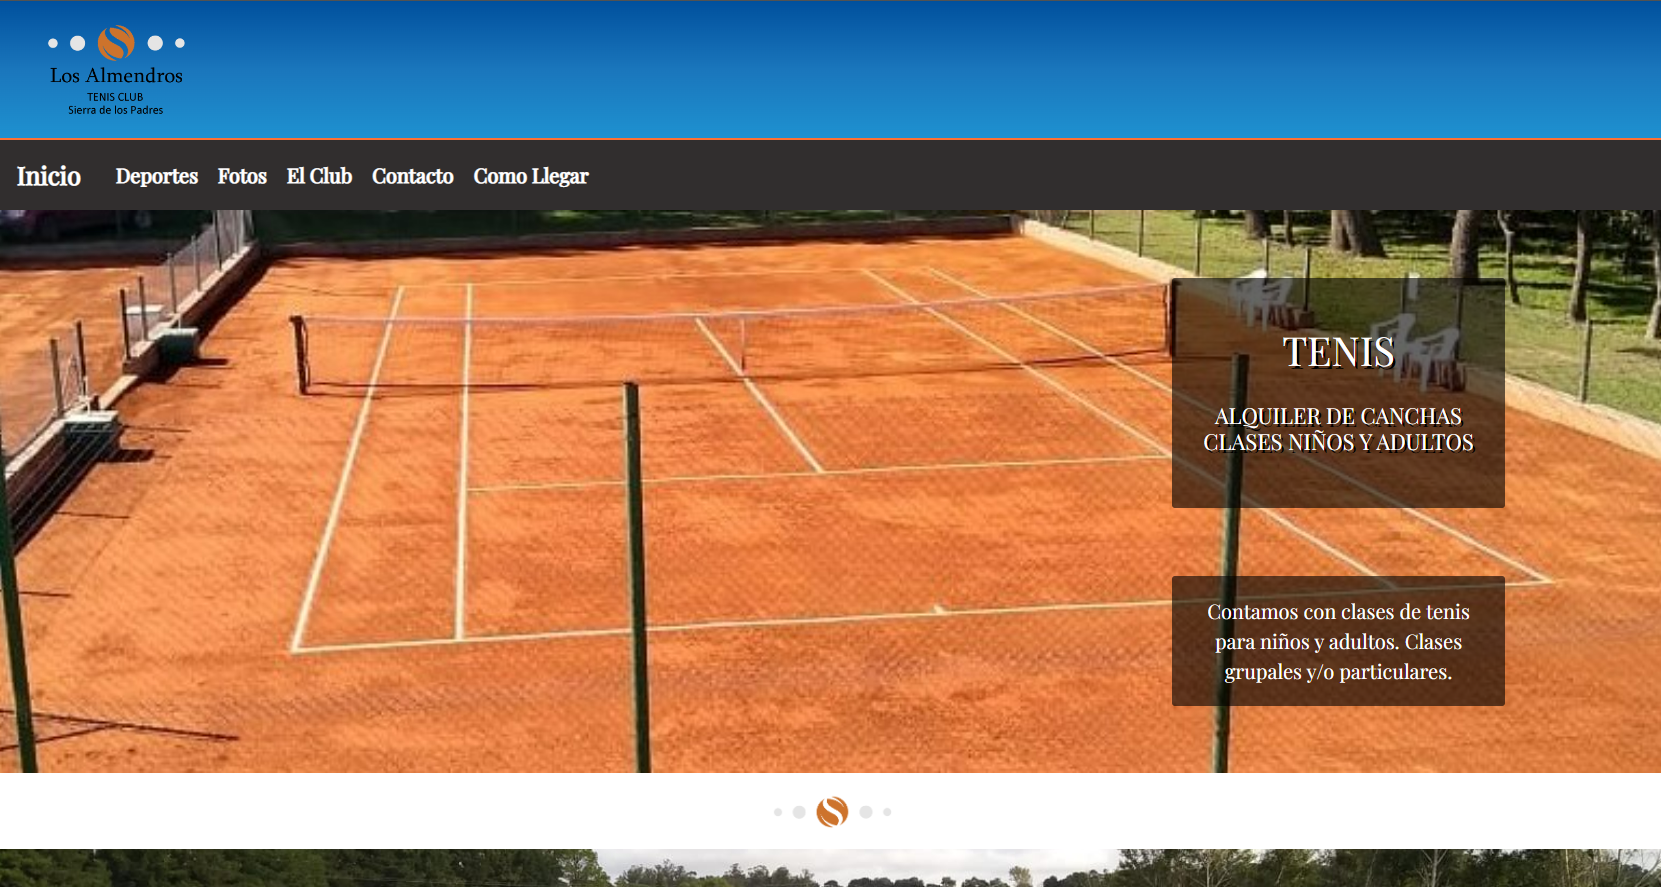 Los Almendros
TENIS CLUB
Sierra de los Padres
Inicio Deportes Fotos El Club Contacto Como Llegar
TENIS
ALQUILER DE CANCHAS
CLASES NIÑOS Y ADULTOS
Contamos con clases de tenis
para niños y adultos. Clases
grupales y/o particulares.